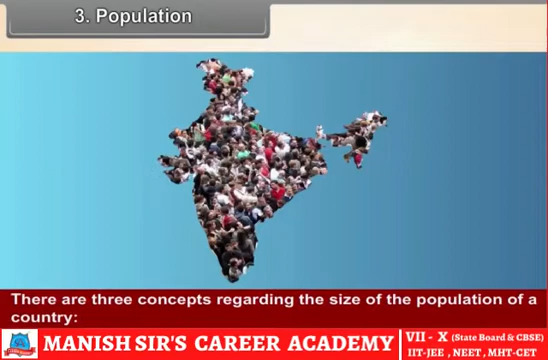 3. Population
There are three concepts regarding the size of the population of a
country:
MANISH SIR'S CAREER ACADEMY
VII - X (State Board & CBSE)
IIT-JEE , NEET , MHT-CET